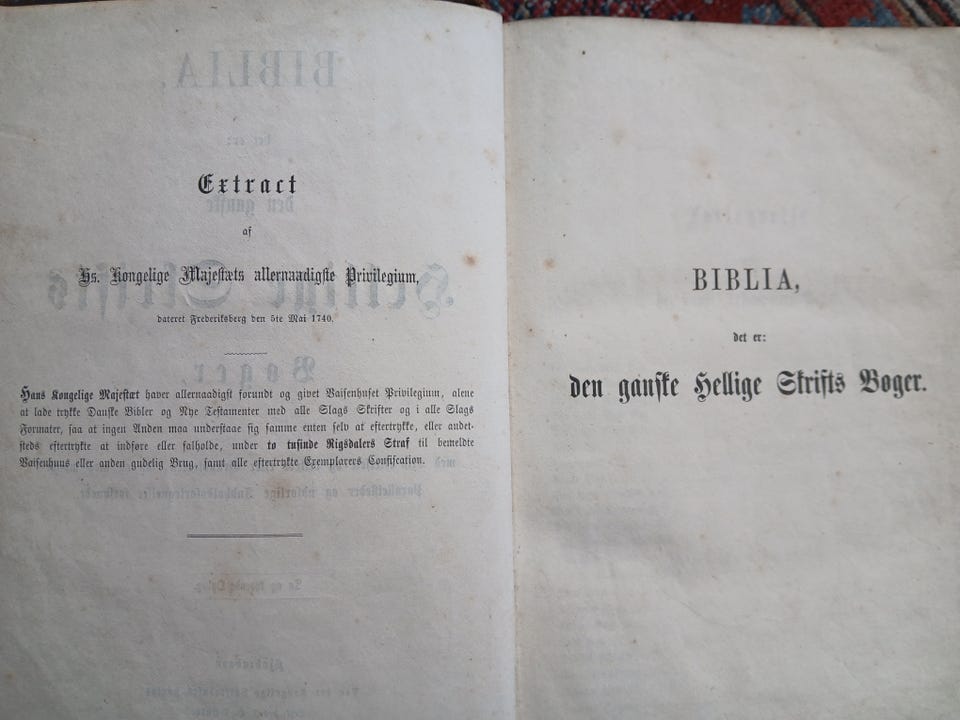 Extract
af
Hs. Kongelige Majestæts allernaadigste Privilegium,
dateret Frederiksberg den 5te Mai 1740.
Hans Kongelige Majestæt haver allernaadigst forundt og givet Vaisenhuset Privilegium, alene
at lade trykke Danske Bibler og Nye Testamenter med alle Slags Skrifter og i alle Slags
Formater, saa at ingen Anden maa understaae sig samme enten selv at eftertrykke, eller andet-
steds eftertrykte at indføre eller falholde, under to tusinde Rigsdalers Straf til bemeldte
Vaisenhuus eller anden gudelig Brug, samt alle eftertrykte Exemplarers Confiscation.
BIBLIA,
det er:
den ganske Hellige Skrifts Bøger.